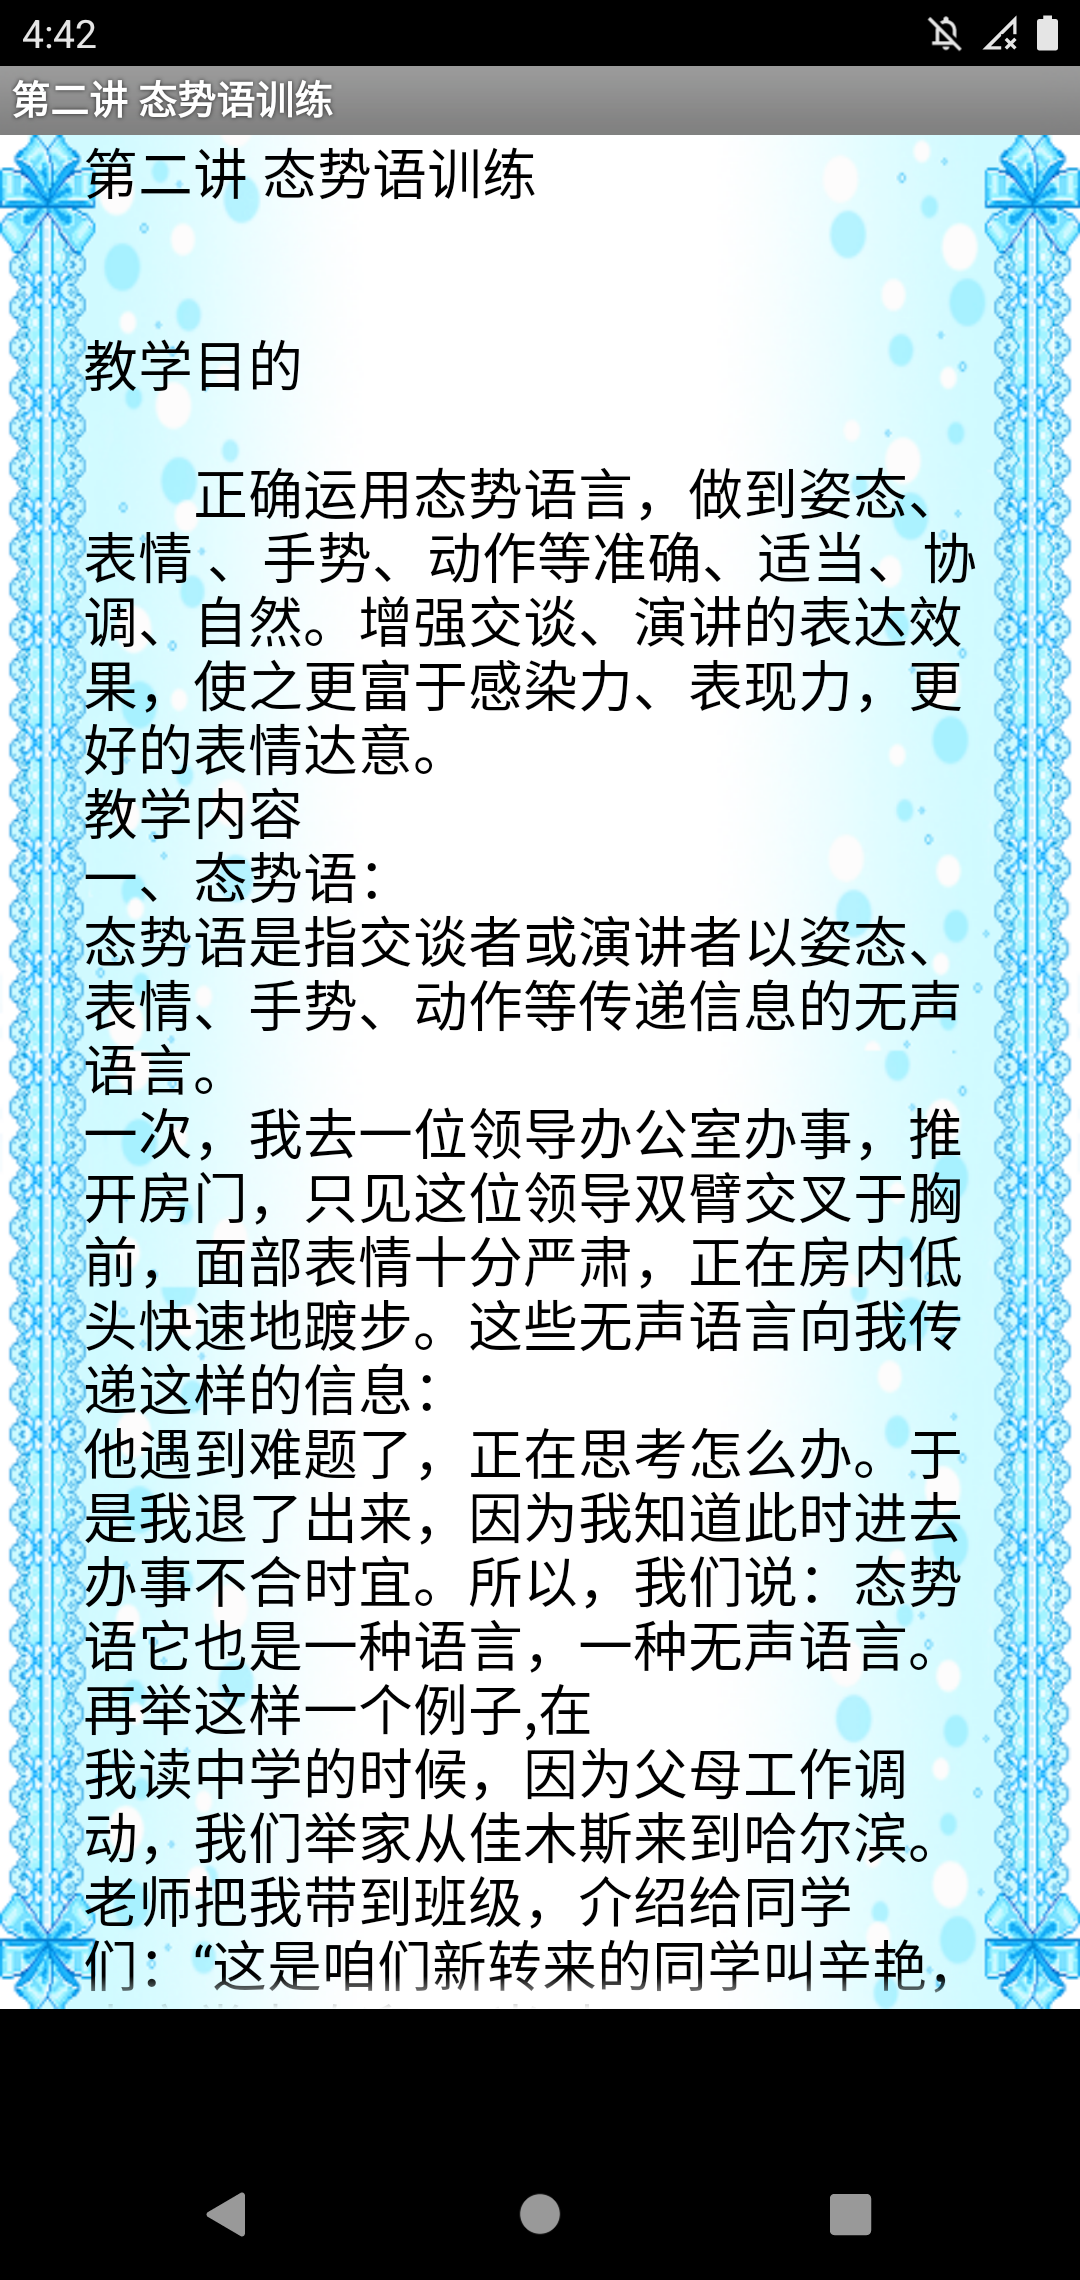 4:42
第二讲 态势语训练
第二讲 态势语训练
教学目的
正确运用态势语言，做到姿态、
表情 、手势、动作等准确、适当、协
调、自然。增强交谈、演讲的表达效
果，使之更富于感染力、表现力，更
好的表情达意。
教学内容
一、态势语：
态势语是指交谈者或演讲者以姿态、
表情、手势、动作等传递信息的无声
语言。
一次，我去一位领导办公室办事，推
开房门，只见这位领导双臂交叉于胸
前，面部表情十分严肃，正在房内低
头快速地踱步。这些无声语言向我传
递这样的信息：
他遇到难题了，正在思考怎么办。于
是我退了出来，因为我知道此时进去
办事不合时宜。所以，我们说：态势
语它也是一种语言，一种无声语言。
再举这样一个例子,在
我读中学的时候，因为父母工作调
动，我们举家从佳木斯来到哈尔滨。
老师把我带到班级，介绍给同学
们：“这是咱们新转来的同学叫辛艳，